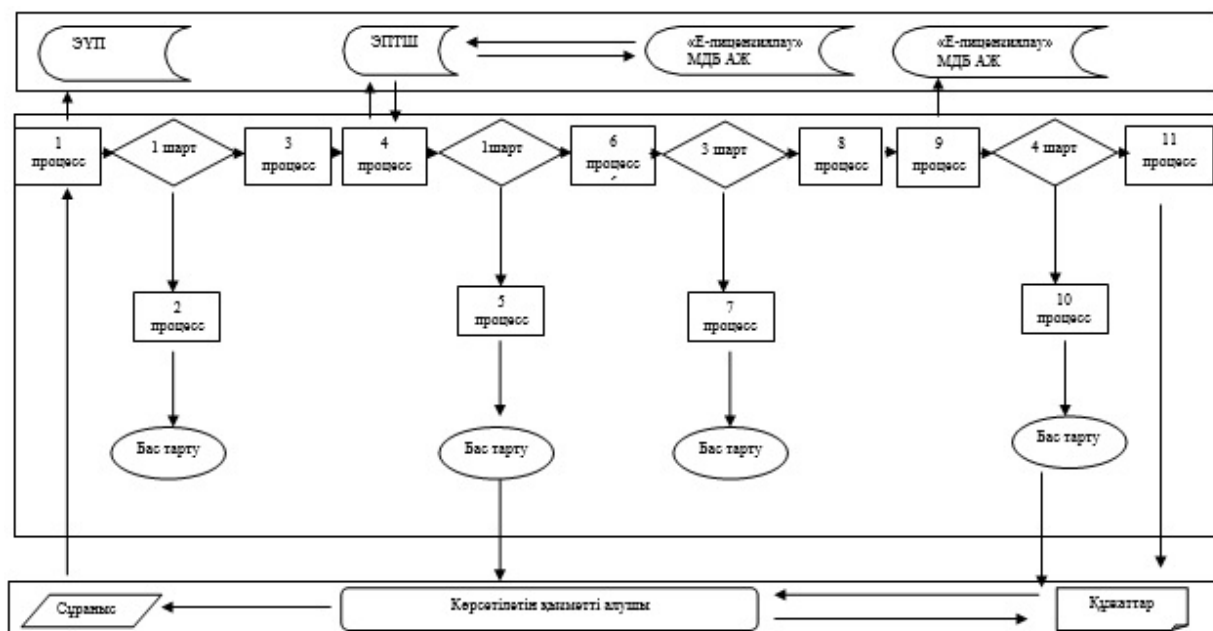 ЭҮП
ЭПТШ
«Е-лицензиялау»
МДБ АЖ
«Е-лицензиялау»
МДБ АЖ
1
процесс
1 шарт
3
процесс
4
процесс
1шарт
6
процесс
3 шарт
8
процесс
9
процесс
4 шарт
11
процесс
2
процесс
5
процесс
7
процесс
10
процесс
Бас тарту
Бас тарту
Бас тарту
Бас тарту
Сұраныс
Көрсетілетін қызметті алушы
Құжаттар